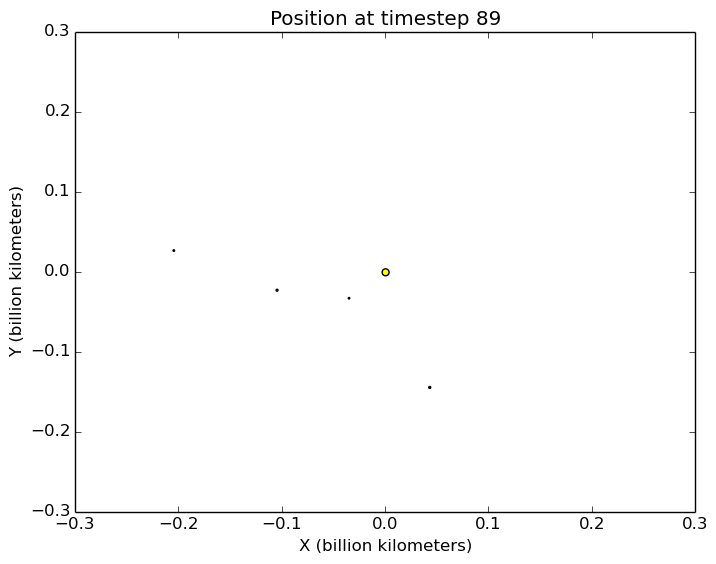 Position at timestep 89
0.3
0.2
0.1
0.0
−0.1
−0.2
−0.3
Y (billion kilometers)
−0.3 −0.2 −0.1 0.0 0.1 0.2 0.3
X (billion kilometers)